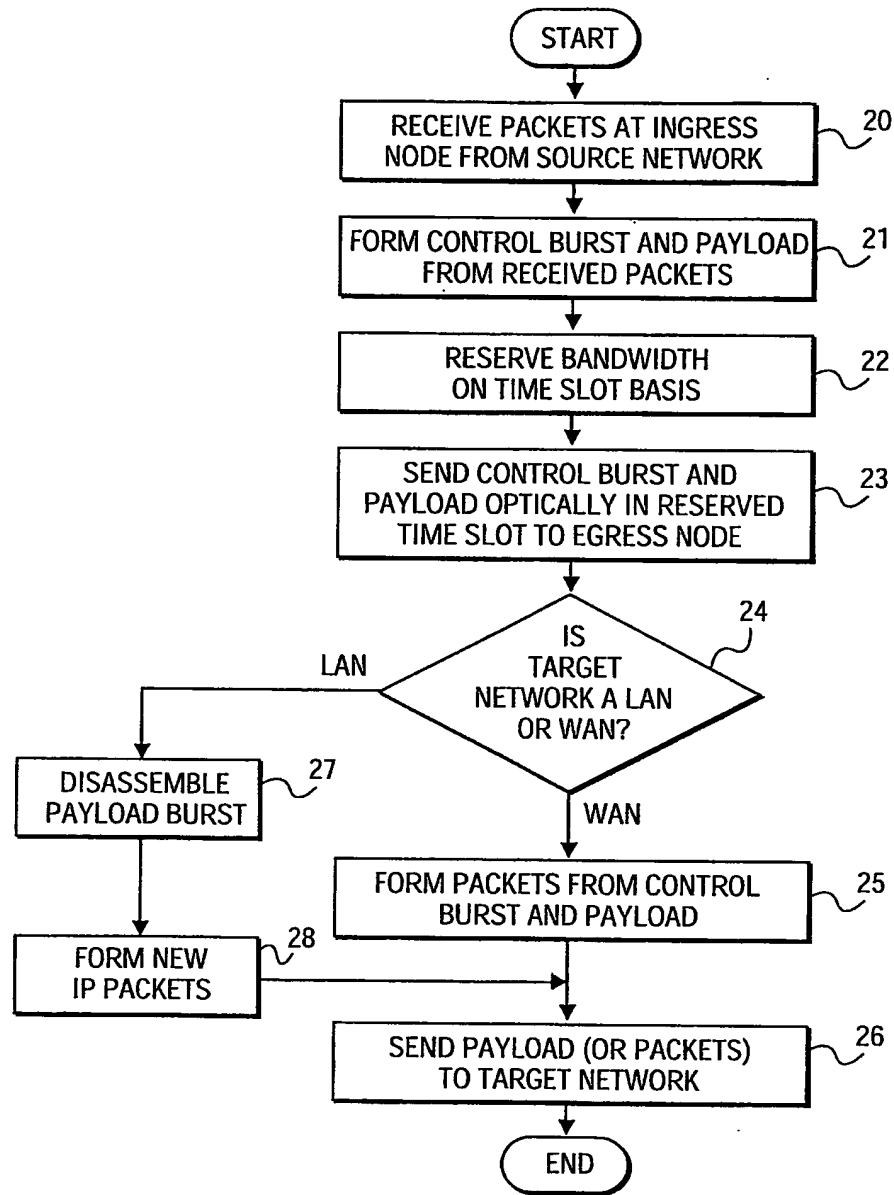 START
RECEIVE PACKETS AT INGRESS
NODE FROM SOURCE NETWORK
20
FORM CONTROL BURST AND PAYLOAD
FROM RECEIVED PACKETS
21
RESERVE BANDWIDTH
ON TIME SLOT BASIS
22
SEND CONTROL BURST AND
PAYLOAD OPTICALLY IN RESERVED
TIME SLOT TO EGRESS NODE
23
IS
TARGET
NETWORK A LAN
OR WAN?
24
LAN
DISASSEMBLE
PAYLOAD BURST
27
WAN
FORM PACKETS FROM CONTROL
BURST AND PAYLOAD
25
FORM NEW
IP PACKETS
28
SEND PAYLOAD (OR PACKETS)
TO TARGET NETWORK
26
END